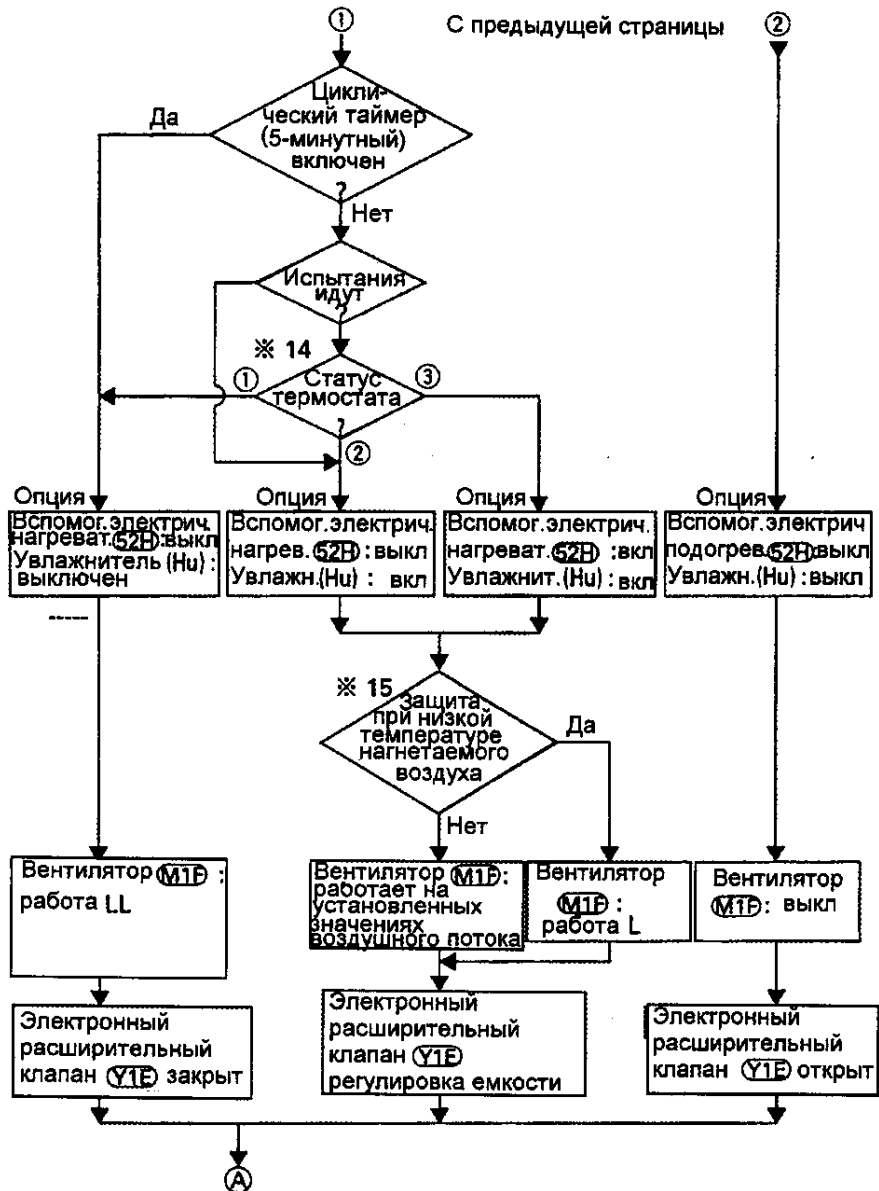 ①
С предыдущей страницы
②
Цикли-
ческий таймер
(5-минутный)
включен
?
Да
Нет
Испытания
идут
?
※ 14
①
Статус
термостата
?
③
②
Опция
Вспомог.электрич.
нагреват.(52H):выкл
Увлажнитель (Hu) :
выключен
Опция
Вспомог.электрич.
нагрев.(52H) : выкл
Увлажн.(Hu) : вкл
Опция
Вспомог.электрич.
нагреват.(52H) :вкл
Увлажнит.(Hu) : вкл
Опция
Вспомог.электрич
подогрев.(52H):выкл
Увлажн.(Hu) : выкл
※ 15
Защита
при низкой
температуре
нагнетаемого
воздуха
Да
Нет
Вентилятор (M1F) :
работа LL
Вентилятор (M1F):
работает на
установленных
значениях
воздушного потока
Вентилятор
(M1F) :
работа L
Вентилятор
(M1F): выкл
Электронный
расширительный
клапан (Y1E) закрыт
Электронный
расширительный
клапан (Y1E)
регулировка емкости
Электронный
расширительный
клапан (Y1E) открыт
Ⓐ